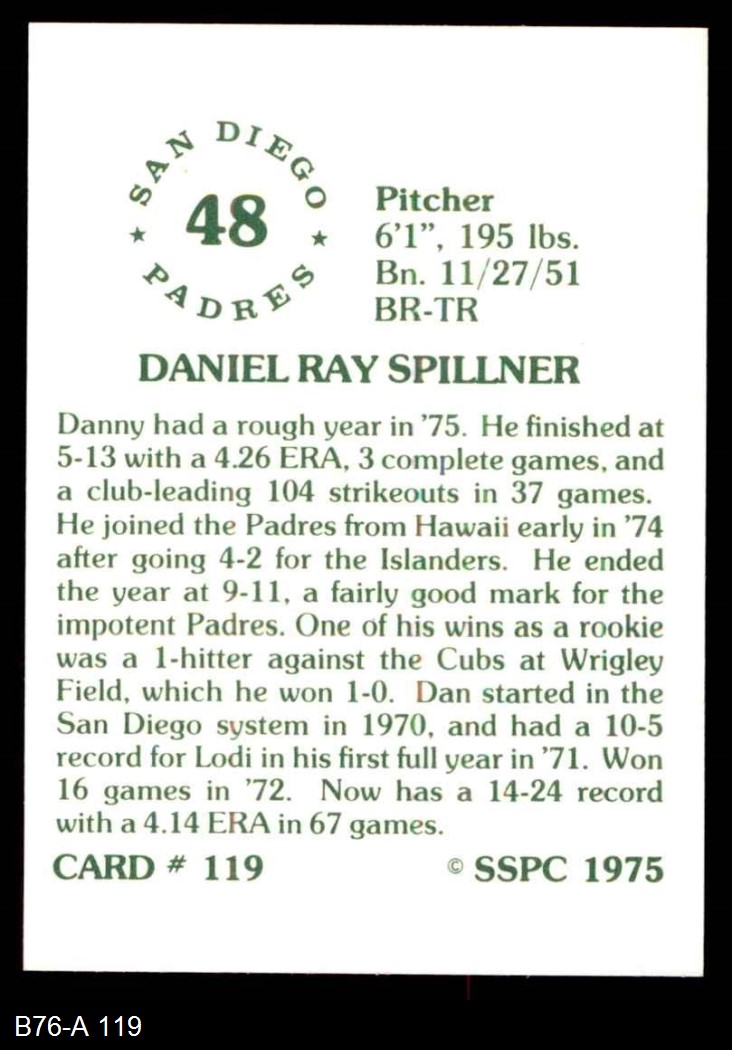 SAN DIEGO
48
PADRES
Pitcher
6'1", 195 lbs.
Bn. 11/27/51
BR-TR
DANIEL RAY SPILLNER
Danny had a rough year in '75. He finished at
5-13 with a 4.26 ERA, 3 complete games, and
a club-leading 104 strikeouts in 37 games.
He joined the Padres from Hawaii early in '74
after going 4-2 for the Islanders. He ended
the year at 9-11, a fairly good mark for the
impotent Padres. One of his wins as a rookie
was a 1-hitter against the Cubs at Wrigley
Field, which he won 1-0. Dan started in the
San Diego system in 1970, and had a 10-5
record for Lodi in his first full year in '71. Won
16 games in '72. Now has a 14-24 record
with a 4.14 ERA in 67 games.
CARD # 119 © SSPC 1975
B76-A 119